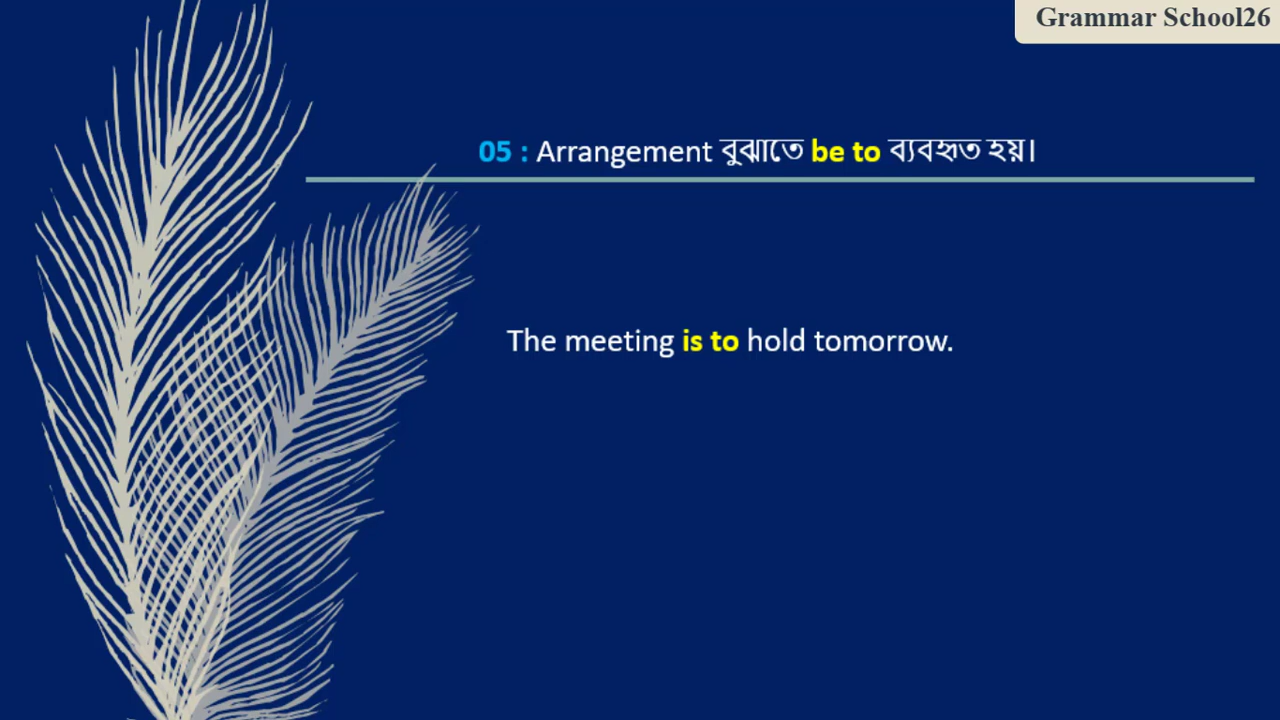 Grammar School26
05 : Arrangement বুঝাতে be to ব্যবহৃত হয়।
The meeting is to hold tomorrow.